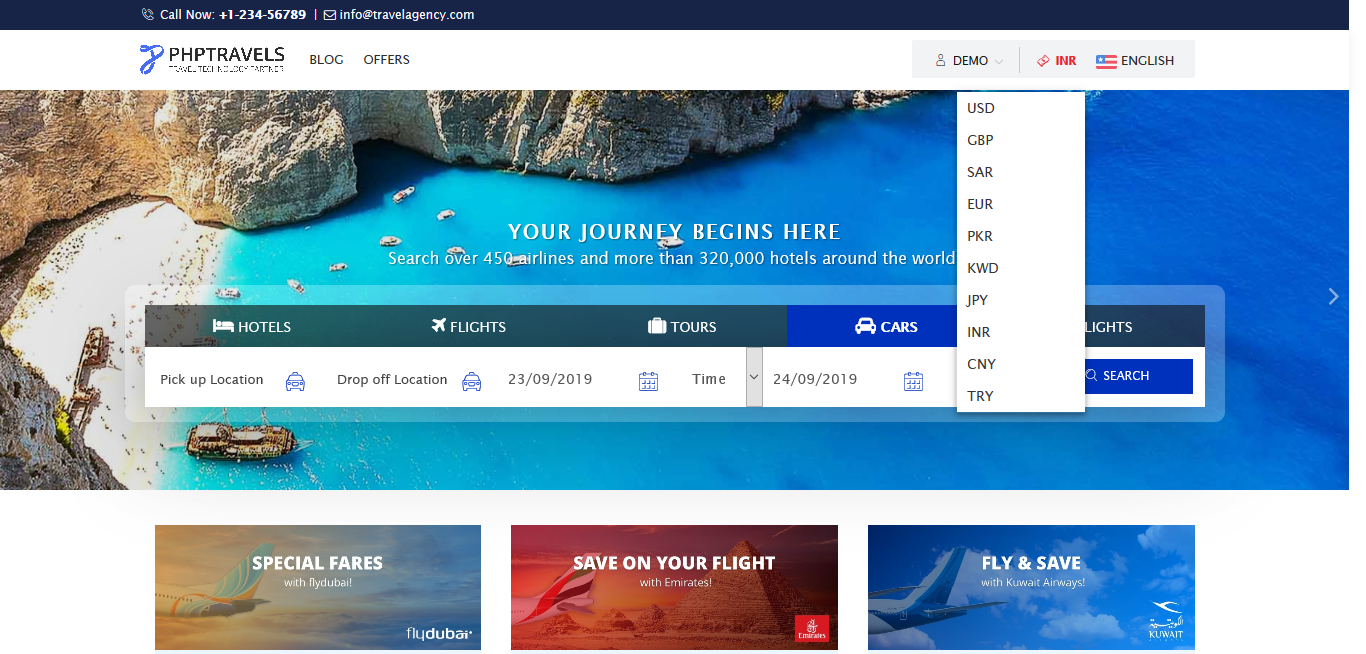 Call Now: +1-234-56789 | info@travelagency.com
PHPTRAVELS
TRAVEL TECHNOLOGY PARTNER
BLOG OFFERS
DEMO INR ENGLISH
USD
GBP
SAR
EUR
PKR
KWD
JPY
INR
CNY
TRY
YOUR JOURNEY BEGINS HERE
Search over 450 airlines and more than 320,000 hotels around the world
HOTELS FLIGHTS TOURS CARS LIGHTS
Pick up Location Drop off Location 23/09/2019 Time 24/09/2019 SEARCH
SPECIAL FARES
with flydubai!
flydubai
SAVE ON YOUR FLIGHT
with Emirates!
Emirates
FLY & SAVE
with Kuwait Airways!
KUWAIT